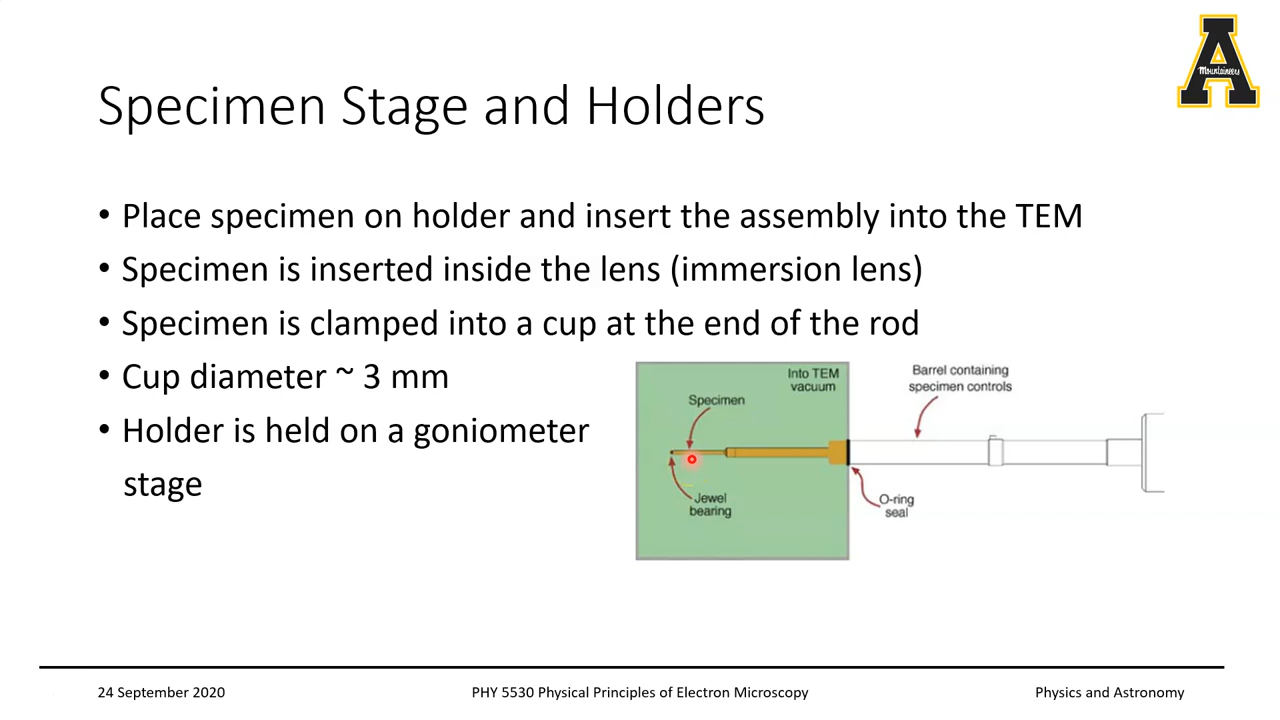 Mountaineers
Specimen Stage and Holders
• Place specimen on holder and insert the assembly into the TEM
• Specimen is inserted inside the lens (immersion lens)
• Specimen is clamped into a cup at the end of the rod
• Cup diameter ~ 3 mm
• Holder is held on a goniometer
stage
Into TEM
vacuum
Specimen
Jewel
bearing
Barrel containing
specimen controls
O-ring
seal
24 September 2020
PHY 5530 Physical Principles of Electron Microscopy
Physics and Astronomy